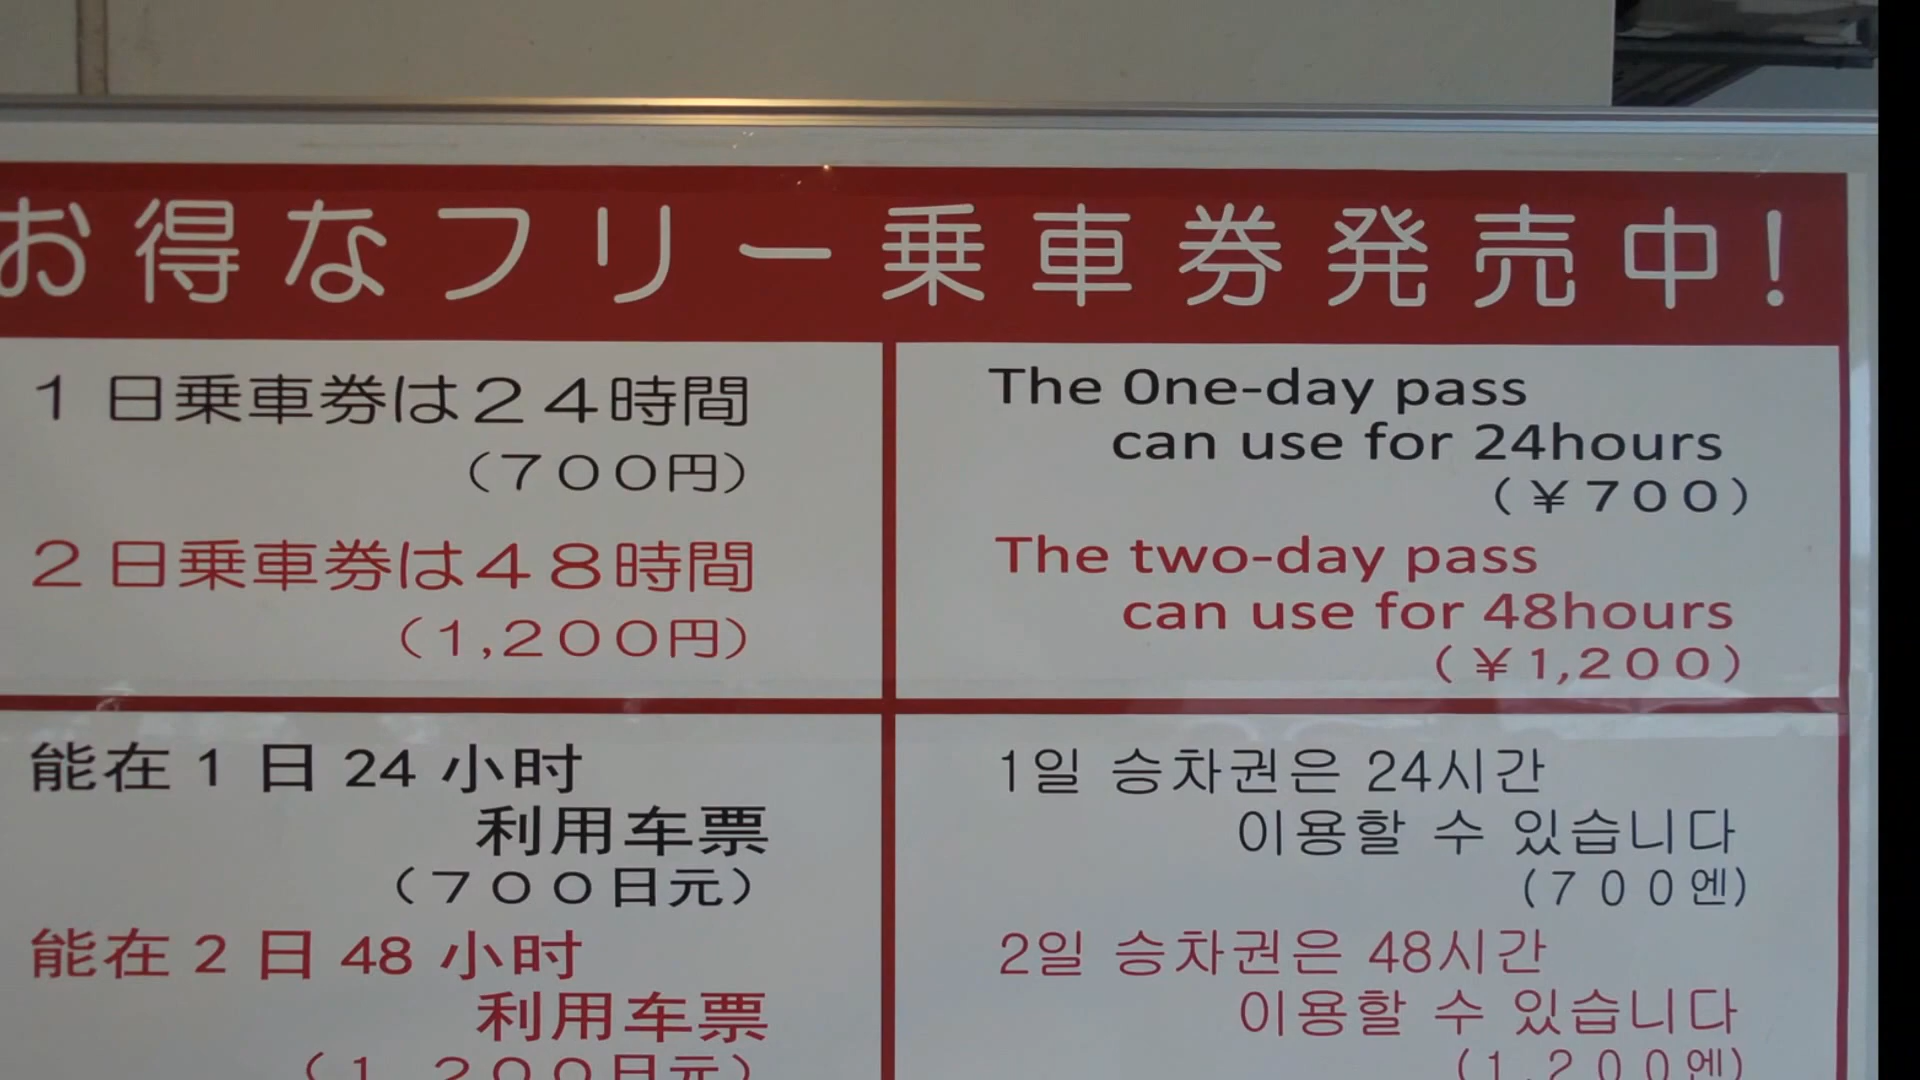 お得なフリー乗車券発売中!
1日乗車券は24時間
(700円)
2日乗車券は48時間
(1,200円)
The One-day pass
can use for 24hours
(¥700)
The two-day pass
can use for 48hours
(¥1,200)
能在1日24小时
利用车票
(700日元)
能在2日48小时
利用车票
(1,200日元)
1일 승차권은 24시간
이용할 수 있습니다
(700엔)
2일 승차권은 48시간
이용할 수 있습니다
(1,200엔)